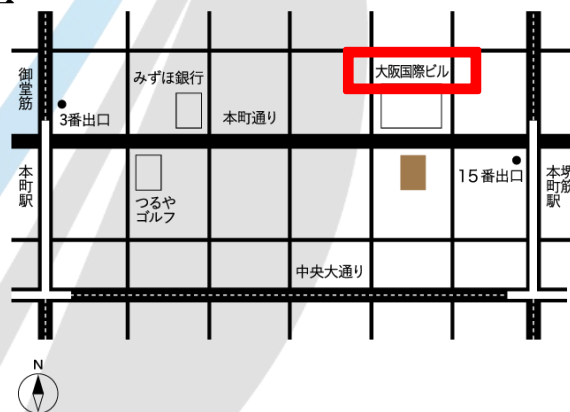 みずほ銀行
大阪国際ビル
御堂筋
3番出口
本町通り
本町駅
つるや
ゴルフ
15番出口
堺筋
本町駅
中央大通り
N